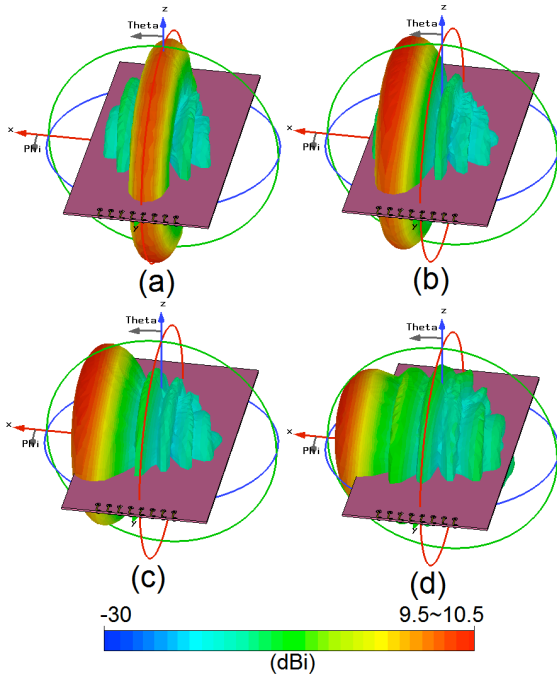 z
Theta
x
Phi
y
(a)
z
Theta
x
Phi
y
(b)
z
Theta
x
Phi
y
(c)
z
Theta
x
Phi
y
(d)
-30 9.5~10.5
(dBi)